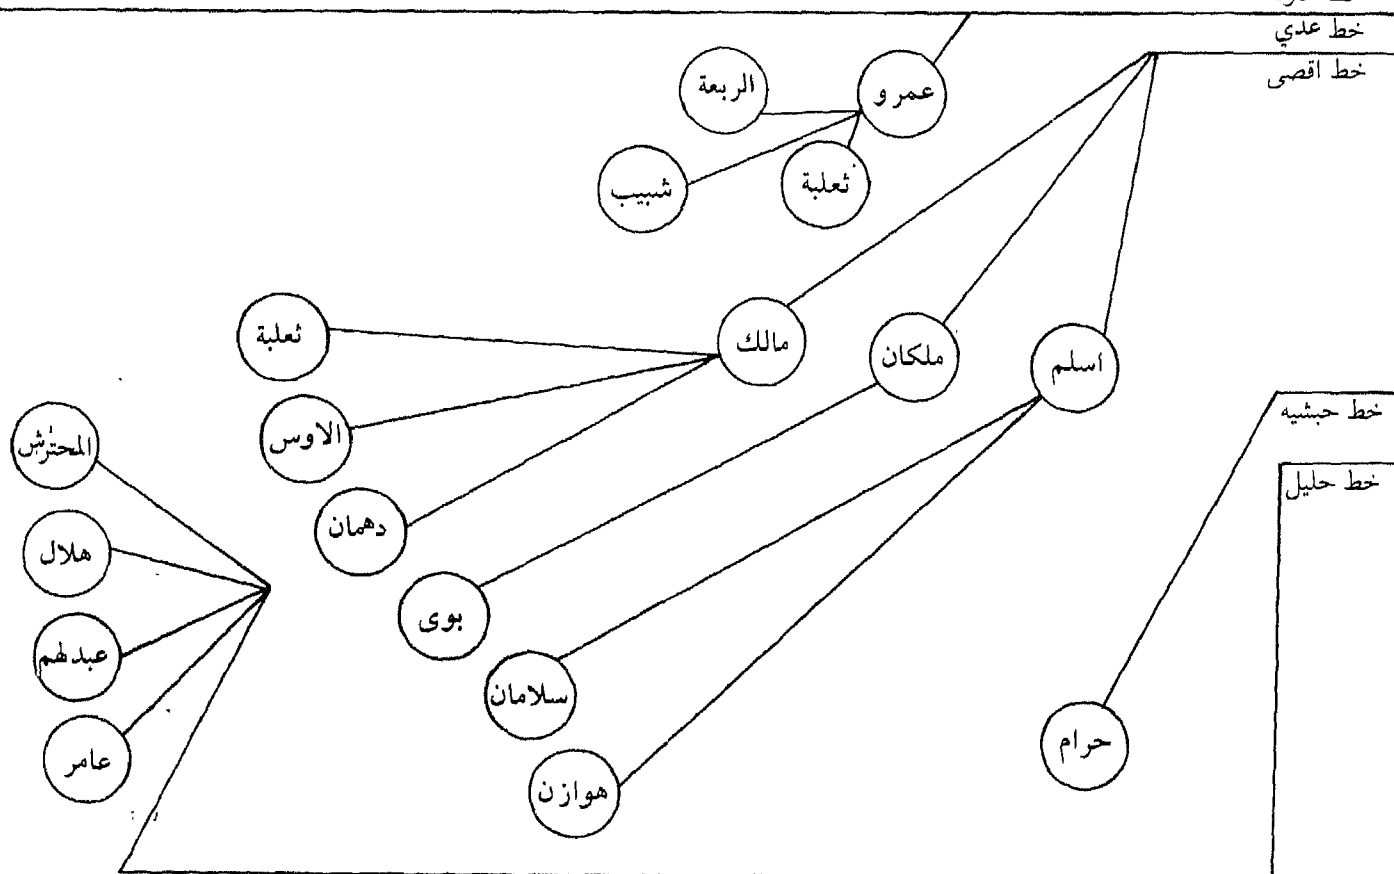 خط عدي
خط اقصى
عمرو
الربعة
ثعلبة
شبيب
مالك
ملكان
اسلم
ثعلبة
الاوس
دهمان
بوى
سلامان
هوازن
خط حبشيه
خط حليل
حرام
المحترش
هلال
عبدلهم
عامر